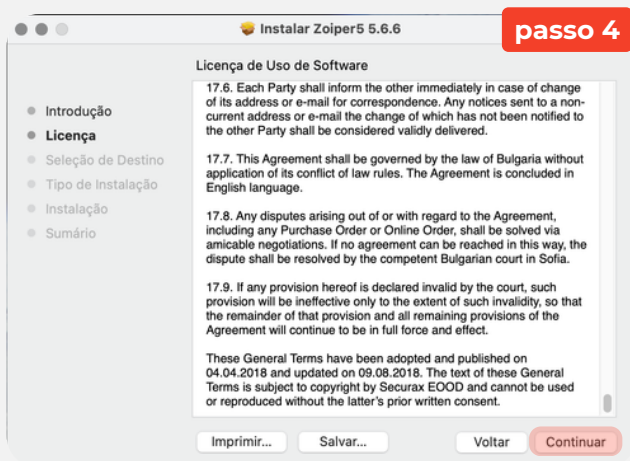 Instalar Zoiper5 5.6.6
passo 4
Licença de Uso de Software
Introdução
Licença
Seleção de Destino
Tipo de Instalação
Instalação
Sumário
17.6. Each Party shall inform the other immediately in case of change
of its address or e-mail for correspondence. Any notices sent to a non-
current address or e-mail the change of which has not been notified to
the other Party shall be considered validly delivered.
17.7. This Agreement shall be governed by the law of Bulgaria without
application of its conflict of law rules. The Agreement is concluded in
English language.
17.8. Any disputes arising out of or with regard to the Agreement,
including any Purchase Order or Online Order, shall be solved via
amicable negotiations. If no agreement can be reached in this way, the
dispute shall be resolved by the competent Bulgarian court in Sofia.
17.9. If any provision hereof is declared invalid by the court, such
provision will be ineffective only to the extent of such invalidity, so that
the remainder of that provision and all remaining provisions of the
Agreement will continue to be in full force and effect.
These General Terms have been adopted and published on
04.04.2018 and updated on 09.08.2018. The text of these General
Terms is subject to copyright by Securax EOOD and cannot be used
or reproduced without the latter's prior written consent.
Imprimir...
Salvar...
Voltar
Continuar